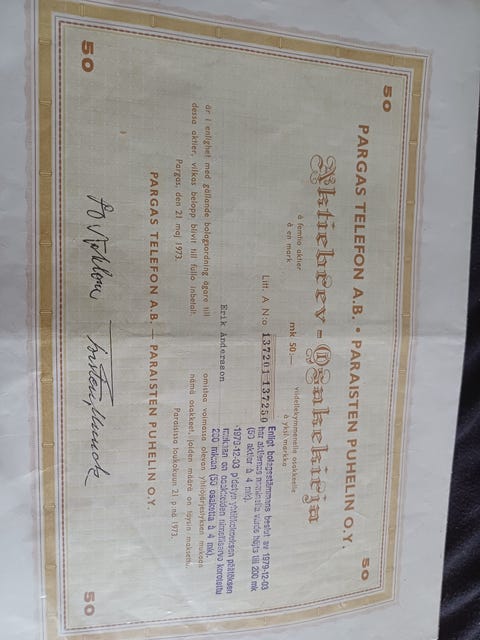 50
50
PARGAS TELEFON A.B. • PARAISTEN PUHELIN O.Y.
Aktiebrev - Osakekirja
à femtio aktier
à en mark
viidellekymmenelle osakkeelle
à yksi markka
mk 50:—
Litt. A N:o 137201-137250
Enligt bolagsstämmans beslut av 1979-12-03
har aktiernas nominella värde höjts till 200 mk
(50 aktier à 4 mk).
1979-12-03 pidetyn yhtiökokouksen päätöksen
mukaan on osakkeiden nimellisarvo korotettu
200 mkaan (50 osaketta à 4 mk).
Erik Andersson
är i enlighet med gällande bolagsordning ägare till
dessa aktier, vilkas belopp blivit till fullo inbetalt.
Pargas, den 21 maj 1973.
omistaa voimassa olevan yhtiöjärjestyksen mukaan
nämä osakkeet, joiden määrä on täysin maksettu.
Paraisissa toukokuun 21 p:nä 1973.
PARGAS TELEFON A.B. — PARAISTEN PUHELIN O.Y.
50
50